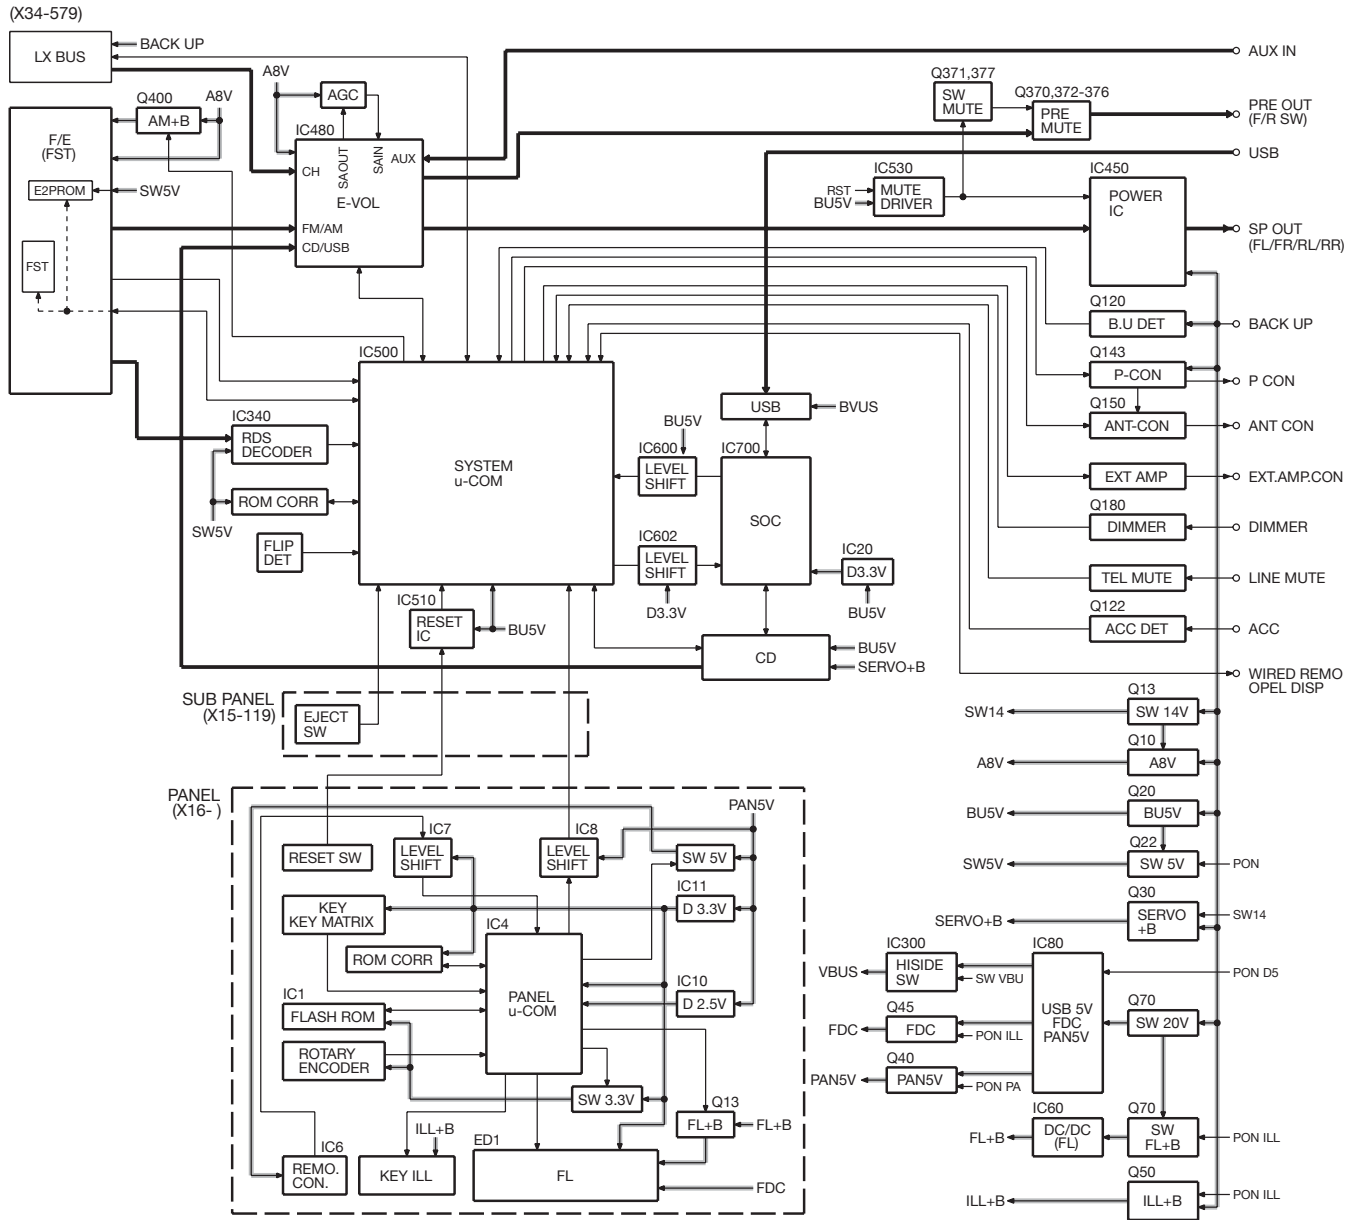 (X34-579)
LX BUS
BACK UP
A8V
AUX IN
Q400
A8V
AM+B
AGC
IC480
Q371,377
SW
MUTE
Q370,372-376
PRE
MUTE
PRE OUT
(F/R SW)
F/E
(FST)
CH
SAOUT
SAIN
AUX
E-VOL
FM/AM
CD/USB
USB
E2PROM
SW5V
FST
IC530
RST
BU5V
MUTE
DRIVER
IC450
POWER
IC
SP OUT
(FL/FR/RL/RR)
Q120
B.U DET
BACK UP
IC500
SYSTEM
u-COM
Q143
P-CON
P CON
USB
BVUS
Q150
ANT-CON
ANT CON
IC340
RDS
DECODER
BU5V
IC600
LEVEL
SHIFT
IC700
SOC
EXT AMP
EXT.AMP.CON
ROM CORR
SW5V
Q180
DIMMER
DIMMER
FLIP
DET
IC602
LEVEL
SHIFT
D3.3V
IC20
D3.3V
BU5V
TEL MUTE
LINE MUTE
IC510
RESET
IC
BU5V
Q122
ACC DET
ACC
CD
BU5V
SERVO+B
WIRED REMO
OPEL DISP
SUB PANEL
(X15-119)
EJECT
SW
Q13
SW14
SW 14V
Q10
A8V
A8V
PANEL
(X16- )
PAN5V
Q20
BU5V
BU5V
RESET SW
IC7
LEVEL
SHIFT
IC8
LEVEL
SHIFT
SW 5V
Q22
SW5V
SW 5V
PON
IC11
D 3.3V
KEY
KEY MATRIX
Q30
SERVO+B
SERVO
+B
SW14
IC4
PANEL
u-COM
ROM CORR
IC300
VBUS
HISIDE
SW
SW VBU
IC80
USB 5V
FDC
PAN5V
PON D5
IC10
D 2.5V
IC1
FLASH ROM
Q45
FDC
FDC
PON ILL
Q70
SW 20V
ROTARY
ENCODER
Q40
PAN5V
PAN5V
PON PA
SW 3.3V
Q13
FL+B
FL+B
IC60
FL+B
DC/DC
(FL)
Q70
SW
FL+B
PON ILL
IC6
REMO.
CON.
ILL+B
KEY ILL
ED1
FL
FDC
Q50
ILL+B
ILL+B
PON ILL